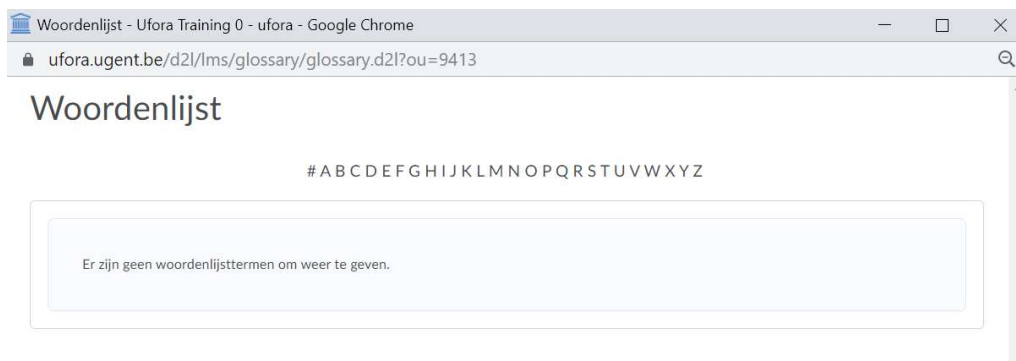 Woordenlijst - Ufora Training 0 - ufora - Google Chrome
ufora.ugent.be/d2l/lms/glossary/glossary.d2l?ou=9413
Woordenlijst
# A B C D E F G H I J K L M N O P Q R S T U V W X Y Z
Er zijn geen woordenlijsttermen om weer te geven.